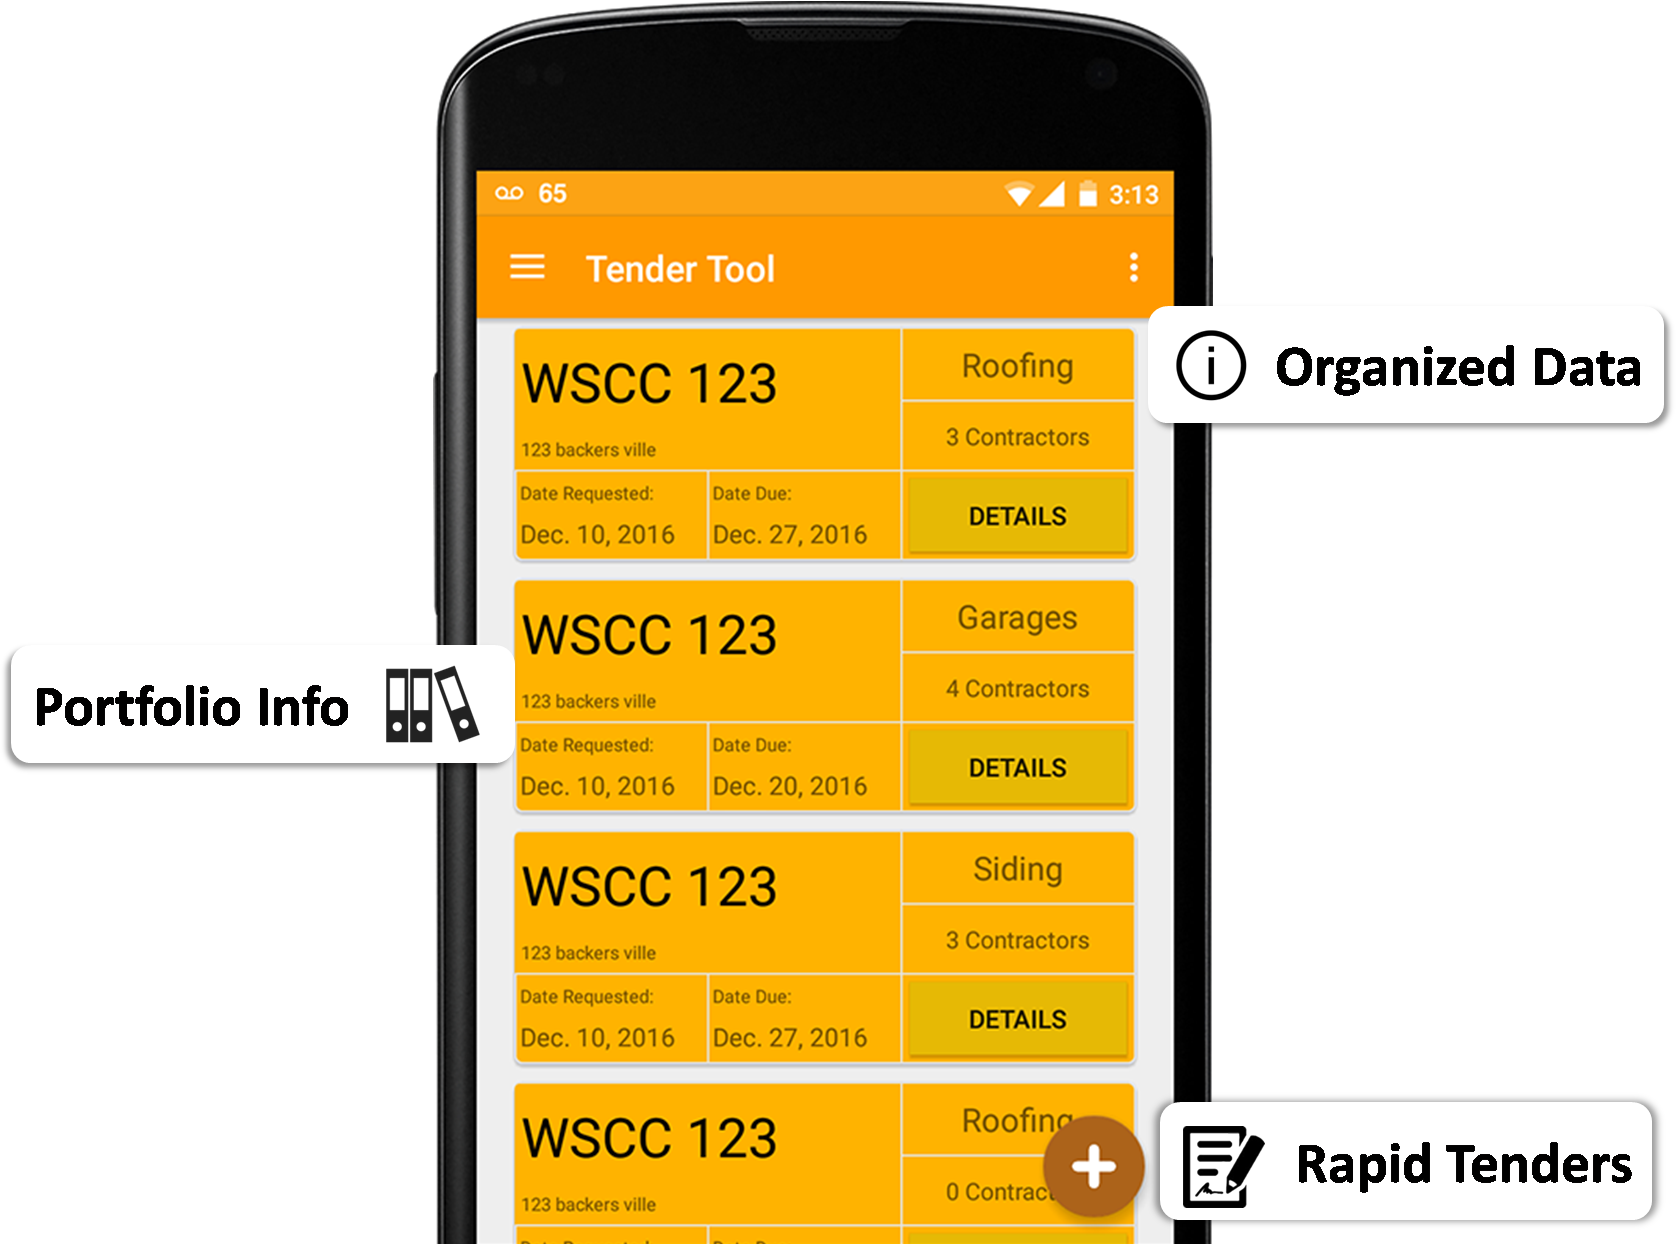 65
3:13
Tender Tool
WSCC 123
Roofing
123 backers ville
3 Contractors
Date Requested:
Date Due:
Dec. 10, 2016
Dec. 27, 2016
DETAILS
Organized Data
WSCC 123
Garages
123 backers ville
4 Contractors
Date Requested:
Date Due:
Dec. 10, 2016
Dec. 20, 2016
DETAILS
Portfolio Info
WSCC 123
Siding
123 backers ville
3 Contractors
Date Requested:
Date Due:
Dec. 10, 2016
Dec. 27, 2016
DETAILS
WSCC 123
Roofing
123 backers ville
0 Contrac
Rapid Tenders